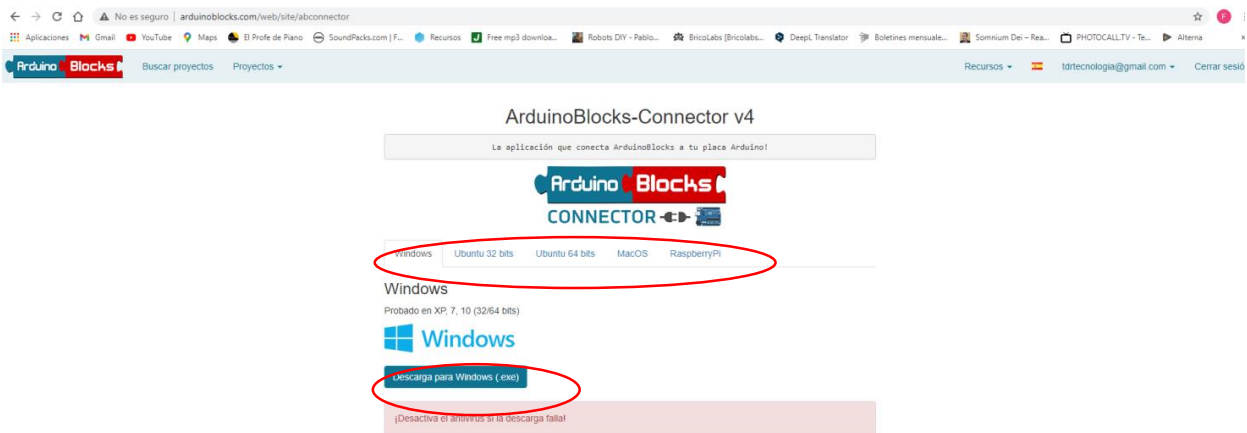 No es seguro | arduinoblocks.com/web/site/abconnector
Aplicaciones Gmail YouTube Maps El Profe de Piano SoundPacks.com | F... Recursos Free mp3 downloa... Robots DIY - Pablo... BricoLabs [Bricolabs... DeepL Translator Boletines mensuale... Somnium Dei – Rea... PHOTOCALL.TV - Te... Alterna
Arduino Blocks Buscar proyectos Proyectos Recursos tdrtecnologia@gmail.com Cerrar sesió
ArduinoBlocks-Connector v4
La aplicación que conecta ArduinoBlocks a tu placa Arduino!
Arduino Blocks
CONNECTOR
Windows Ubuntu 32 bits Ubuntu 64 bits MacOS RaspberryPi
Windows
Probado en XP, 7, 10 (32/64 bits)
Windows
Descarga para Windows (.exe)
¡Desactiva el antivirus si la descarga falla!